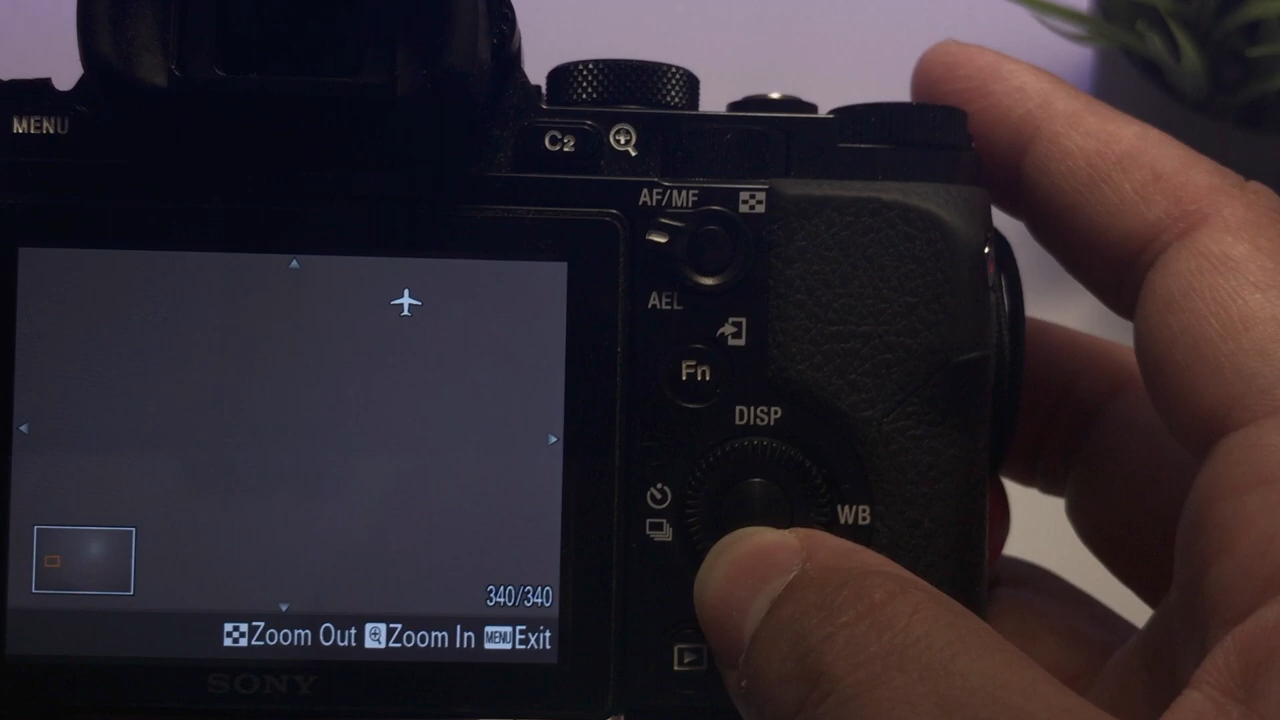 MENU
C2
AF/MF
AEL
Fn
DISP
WB
340/340
Zoom Out Zoom In MENU Exit
SONY